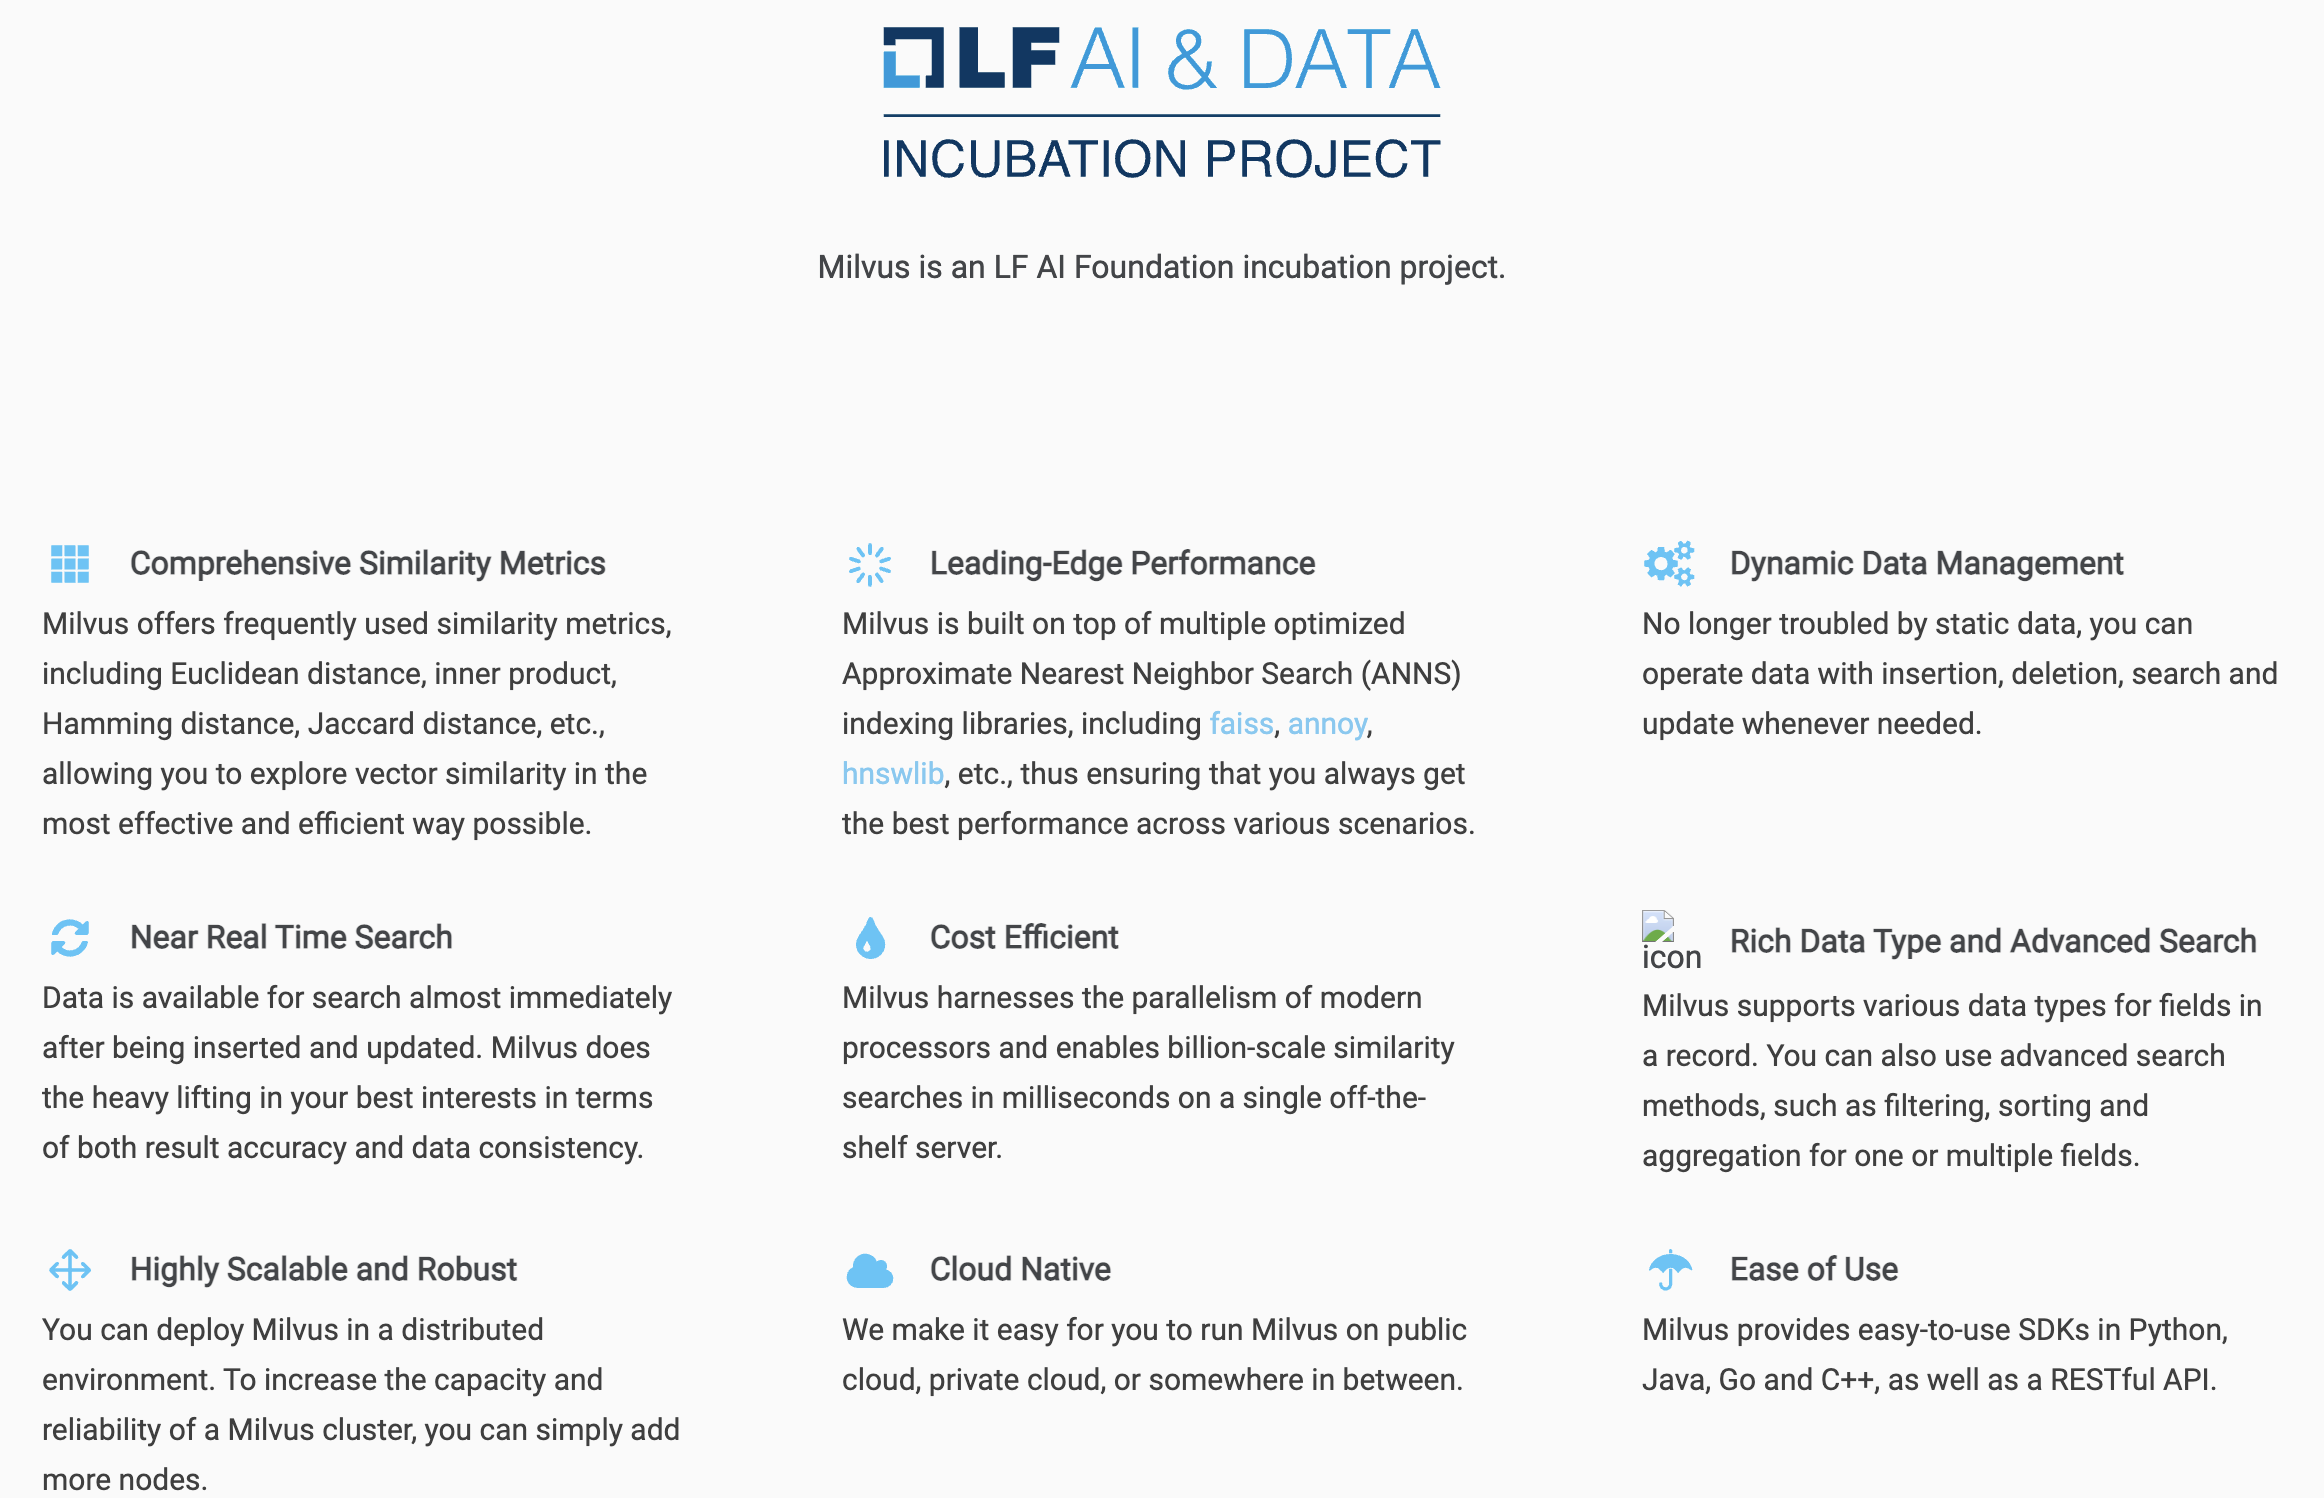 LF AI & DATA
INCUBATION PROJECT
Milvus is an LF AI Foundation incubation project.
Comprehensive Similarity Metrics
Milvus offers frequently used similarity metrics,
including Euclidean distance, inner product,
Hamming distance, Jaccard distance, etc.,
allowing you to explore vector similarity in the
most effective and efficient way possible.
Leading-Edge Performance
Milvus is built on top of multiple optimized
Approximate Nearest Neighbor Search (ANNS)
indexing libraries, including faiss, annoy,
hnswlib, etc., thus ensuring that you always get
the best performance across various scenarios.
Dynamic Data Management
No longer troubled by static data, you can
operate data with insertion, deletion, search and
update whenever needed.
Near Real Time Search
Data is available for search almost immediately
after being inserted and updated. Milvus does
the heavy lifting in your best interests in terms
of both result accuracy and data consistency.
Cost Efficient
Milvus harnesses the parallelism of modern
processors and enables billion-scale similarity
searches in milliseconds on a single off-the-
shelf server.
icon
Rich Data Type and Advanced Search
Milvus supports various data types for fields in
a record. You can also use advanced search
methods, such as filtering, sorting and
aggregation for one or multiple fields.
Highly Scalable and Robust
You can deploy Milvus in a distributed
environment. To increase the capacity and
reliability of a Milvus cluster, you can simply add
more nodes.
Cloud Native
We make it easy for you to run Milvus on public
cloud, private cloud, or somewhere in between.
Ease of Use
Milvus provides easy-to-use SDKs in Python,
Java, Go and C++, as well as a RESTful API.